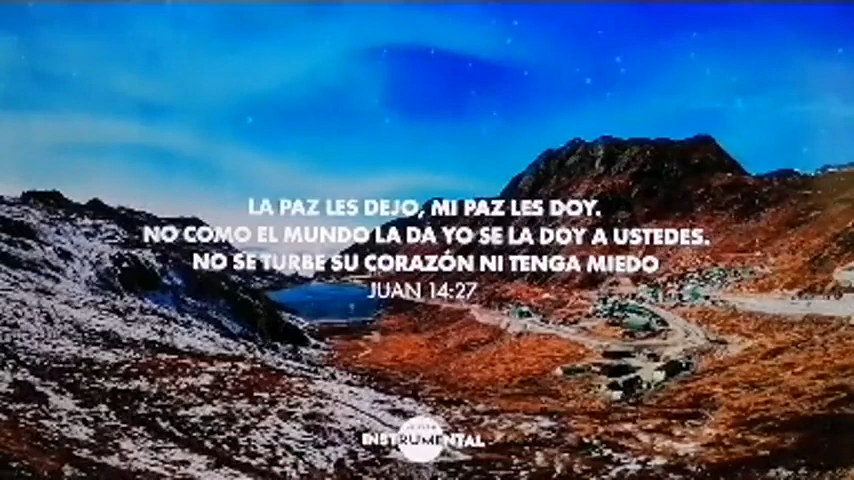 LA PAZ LES DEJO, MI PAZ LES DOY.
NO COMO EL MUNDO LA DA YO SE LA DOY A USTEDES.
NO SE TURBE SU CORAZÓN NI TENGA MIEDO
JUAN 14:27
INSTRUMENTAL